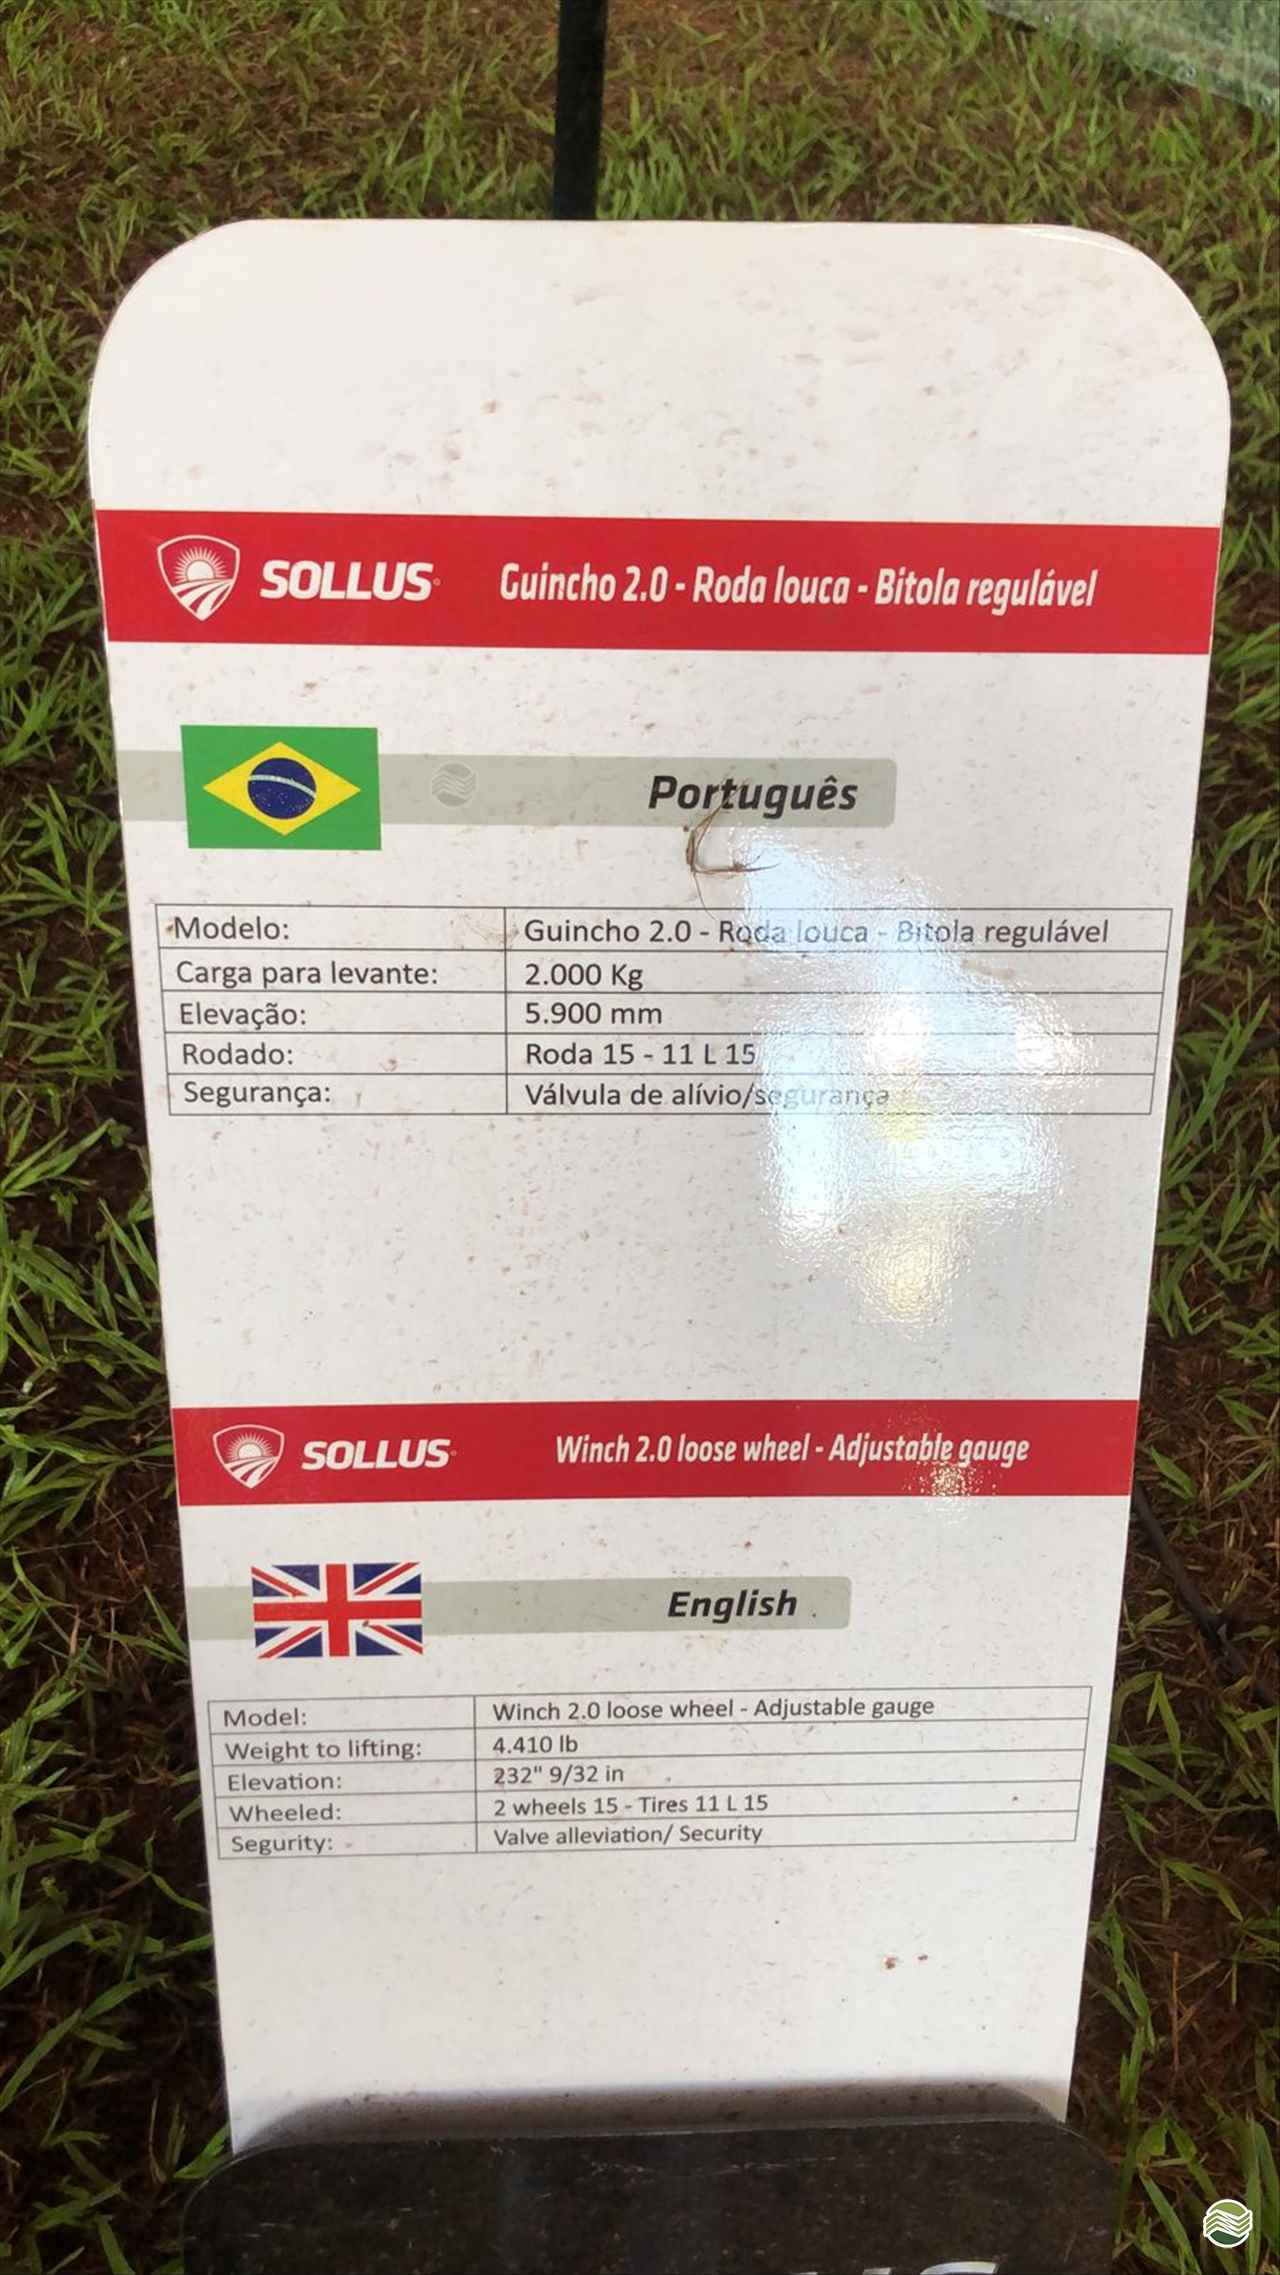 SOLLUS Guincho 2.0 - Roda louca - Bitola regulável
Português
Modelo: Guincho 2.0 - Roda louca - Bitola regulável
Carga para levante: 2.000 Kg
Elevação: 5.900 mm
Rodado: Roda 15 - 11 L 15
Segurança: Válvula de alívio/segurança
SOLLUS Winch 2.0 loose wheel - Adjustable gauge
English
Model: Winch 2.0 loose wheel - Adjustable gauge
Weight to lifting: 4.410 lb
Elevation: 232" 9/32 in
Wheeled: 2 wheels 15 - Tires 11 L 15
Segurity: Valve alleviation/ Security